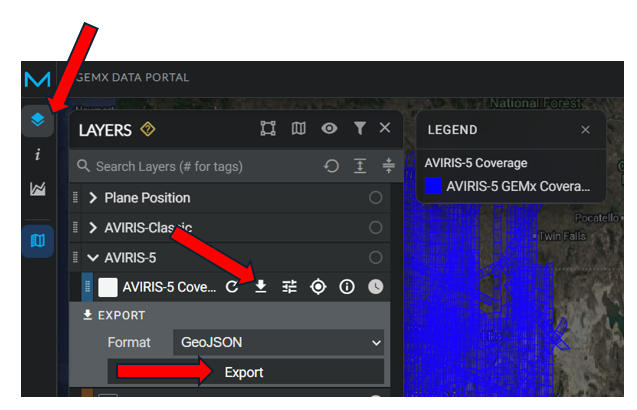 GEMX DATA PORTAL
National Forest
LAYERS
LEGEND
Search Layers (# for tags)
AVIRIS-5 Coverage
AVIRIS-5 GEMx Covera...
Plane Position
Pocatello
AVIRIS-Classic
Twin Falls
AVIRIS-5
AVIRIS-5 Cove...
EXPORT
Format GeoJSON
Export